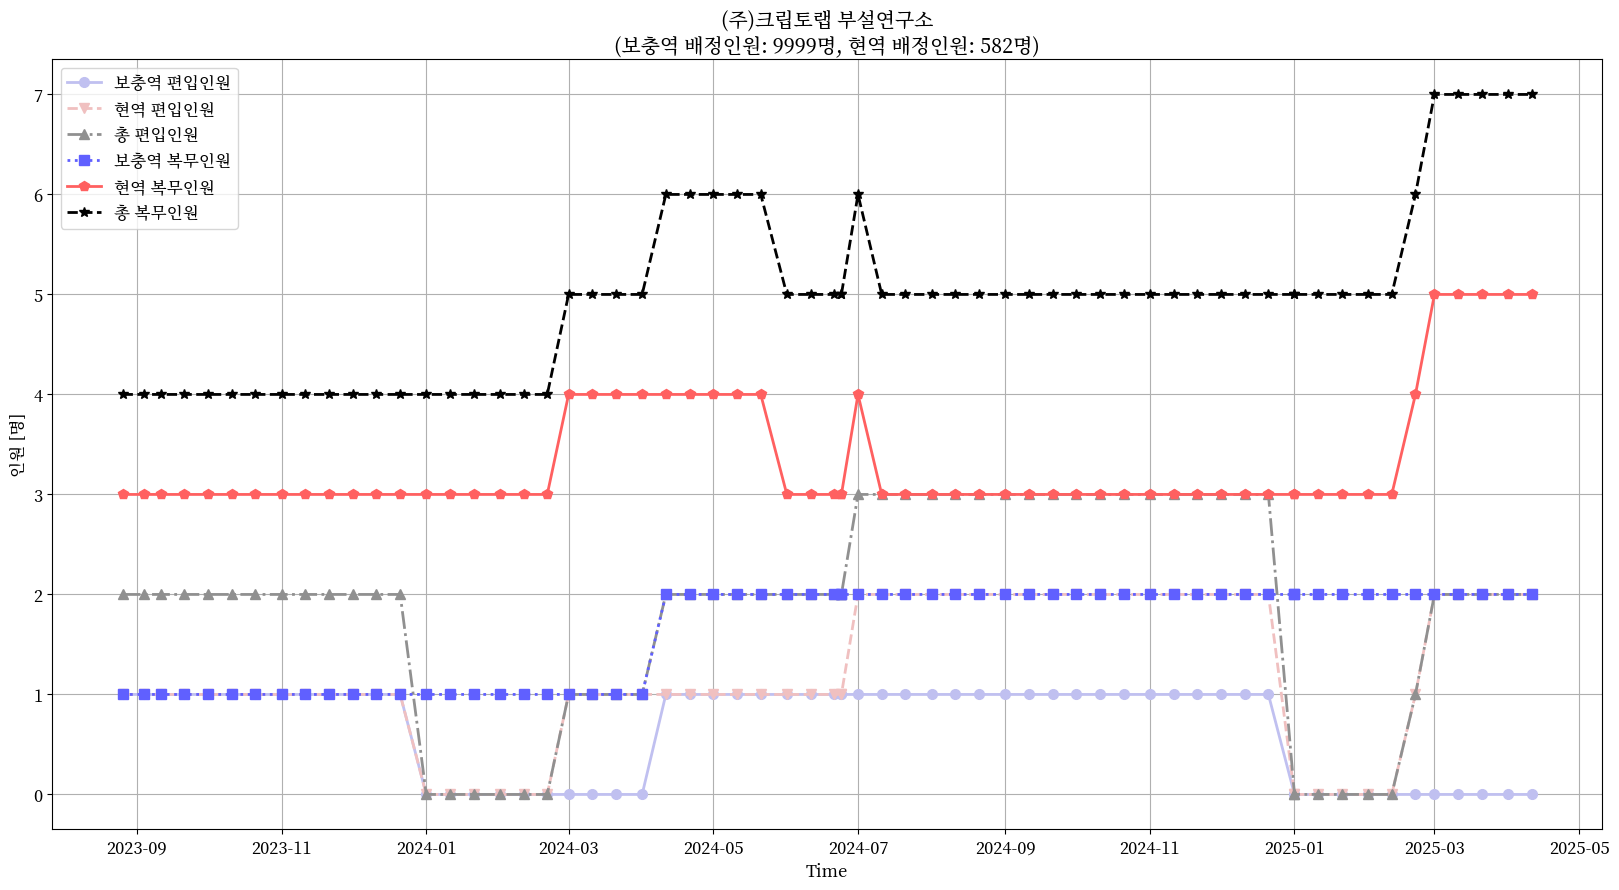 (주)크립토랩 부설연구소
(보충역 배정인원: 9999명, 현역 배정인원: 582명)
보충역 편입인원
현역 편입인원
총 편입인원
보충역 복무인원
현역 복무인원
총 복무인원
인원 [명]
7
6
5
4
3
2
1
0
2023-09 2023-11 2024-01 2024-03 2024-05 2024-07 2024-09 2024-11 2025-01 2025-03 2025-05
Time